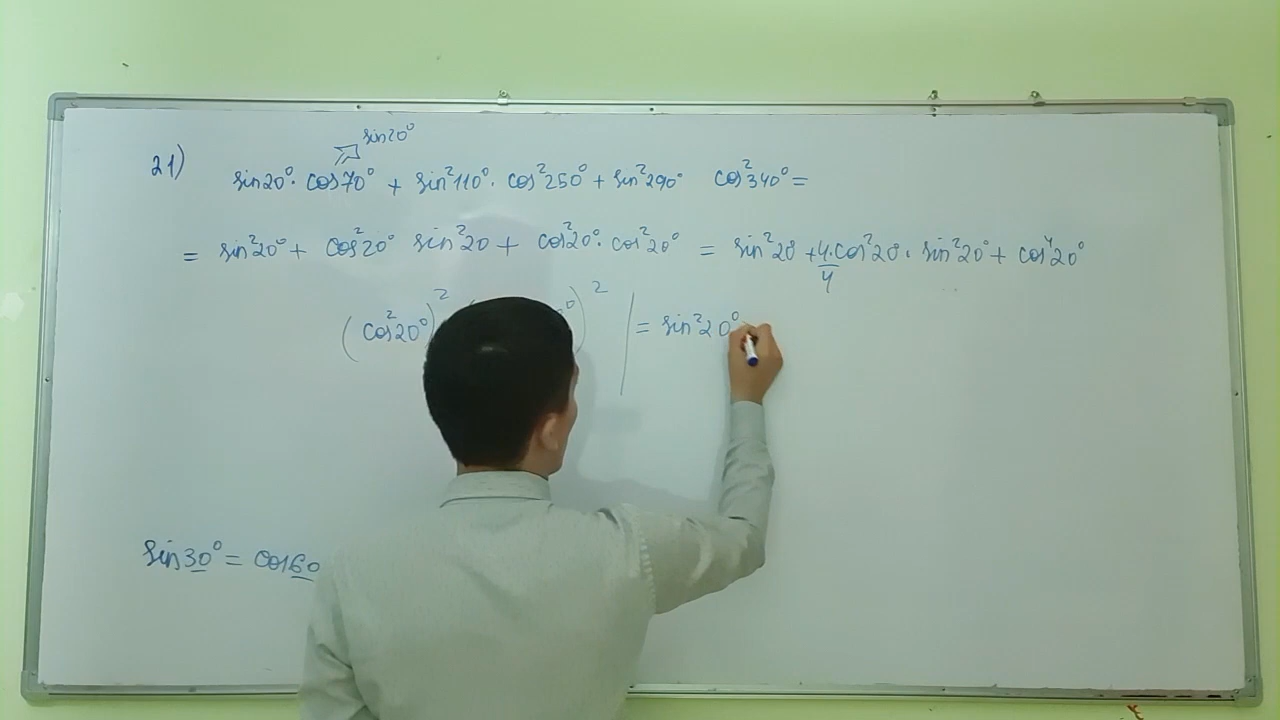 sin20°
21) sin20°· cos70° + sin²110°· cos²250° + sin²290° cos²340° =
= sin²20° + cos²20° sin²20 + cos²20°· cos²20° = sin²20 + 4·cos²20· sin²20° + cos⁴20°
4
(cos²20°)² )² | = sin²20°
sin30° = cos60